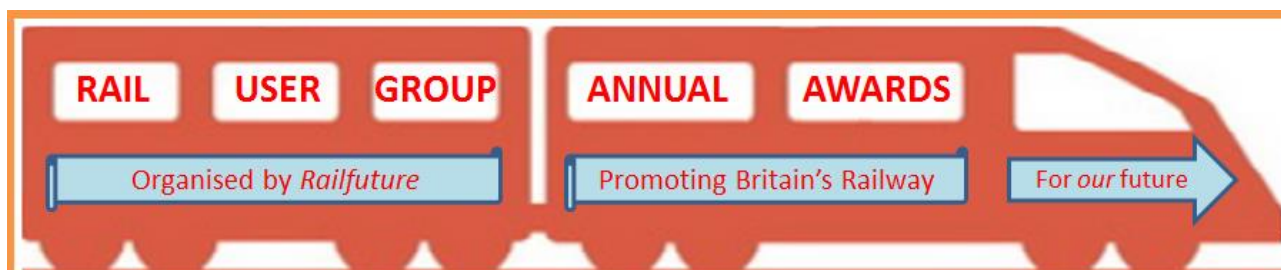 RAIL USER GROUP ANNUAL AWARDS
Organised by Railfuture Promoting Britain's Railway For our future